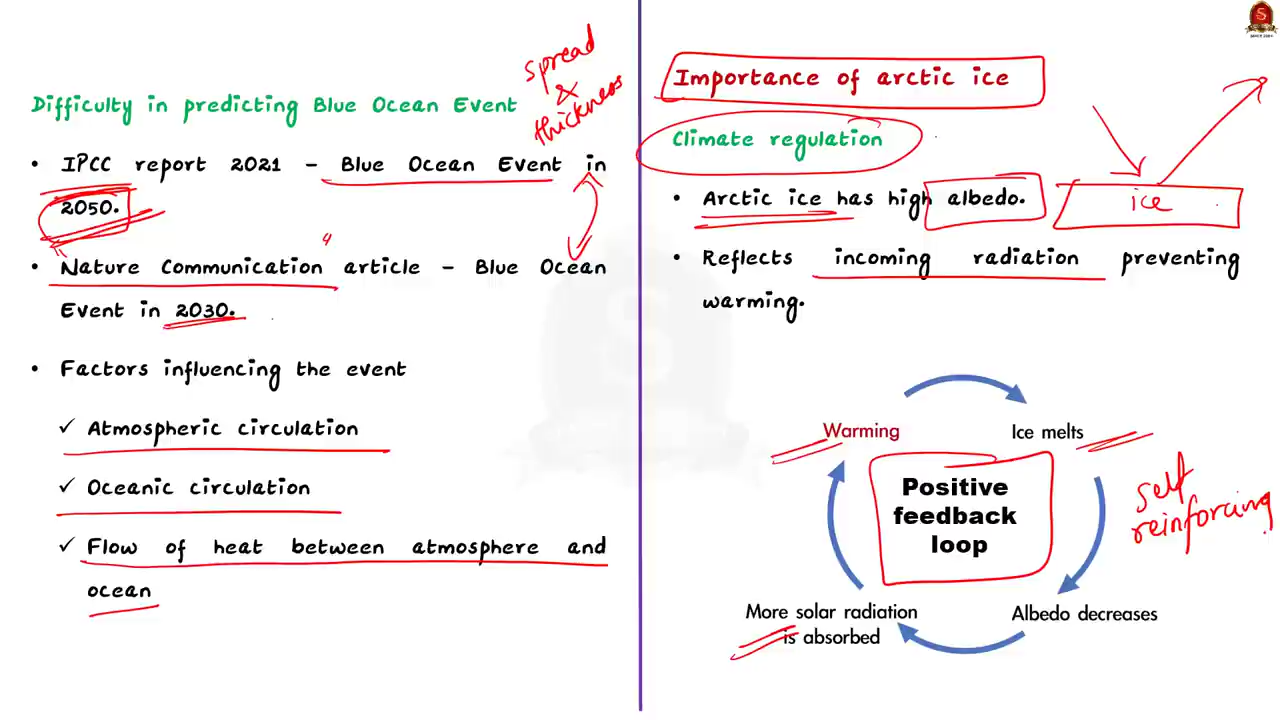 Difficulty in predicting Blue Ocean Event
spread
&
thickness
• IPCC report 2021 – Blue Ocean Event in
2050.
• Nature Communication article – Blue Ocean
Event in 2030.
• Factors influencing the event
✓ Atmospheric circulation
✓ Oceanic circulation
✓ Flow of heat between atmosphere and
ocean
Importance of arctic ice
Climate regulation
• Arctic ice has high albedo.
ice
• Reflects incoming radiation preventing
warming.
Warming
Ice melts
Positive
feedback
loop
self
reinforcing
More solar radiation
is absorbed
Albedo decreases